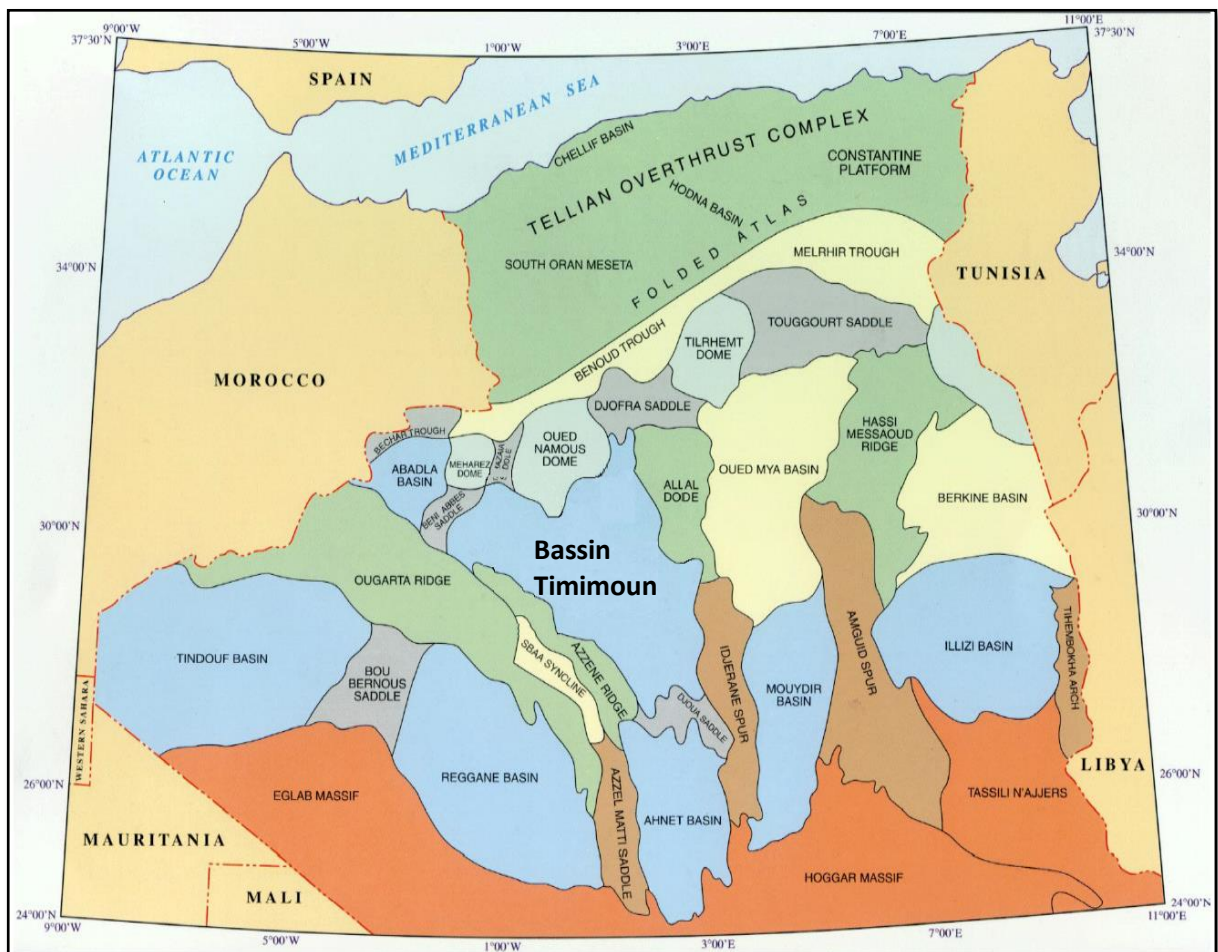 9°00'W
37°30'N
5°00'W
1°00'W
3°00'E
7°00'E
11°00'E
37°30'N
SPAIN
MEDITERRANEAN SEA
ATLANTIC
OCEAN
CHELLIF BASIN
TELLIAN OVERTHRUST COMPLEX
CONSTANTINE
PLATFORM
HODNA BASIN
FOLDED ATLAS
SOUTH ORAN MESETA
MELRHIR TROUGH
34°00'N
34°00'N
TUNISIA
TOUGGOURT SADDLE
TILRHEMT
DOME
BENOUD TROUGH
MOROCCO
DJOFRA SADDLE
HASSI
MESSAOUD
RIDGE
BECHAR TROUGH
OUED
NAMOUS
DOME
ABADLA
BASIN
MEHAREZ
DOME
OUED MYA BASIN
ALLAL
DODE
BERKINE BASIN
BENI ABBES
SADDLE
30°00'N
30°00'N
Bassin
Timimoun
OUGARTA RIDGE
TINDOUF BASIN
BOU
BERNOUS
SADDLE
SBAA SYNCLINE
AZZENE RIDGE
IDJERANE SPUR
MOUYDIR
BASIN
AMGUID SPUR
ILLIZI BASIN
TIHEMBOKHA ARCH
DJOUA SADDLE
WESTERN SAHARA
26°00'N
26°00'N
LIBYA
REGGANE BASIN
EGLAB MASSIF
AZZEL MATTI SADDLE
AHNET BASIN
TASSILI N'AJJERS
MAURITANIA
HOGGAR MASSIF
MALI
24°00'N
9°00'W
5°00'W
1°00'W
3°00'E
7°00'E
24°00'N
11°00'E